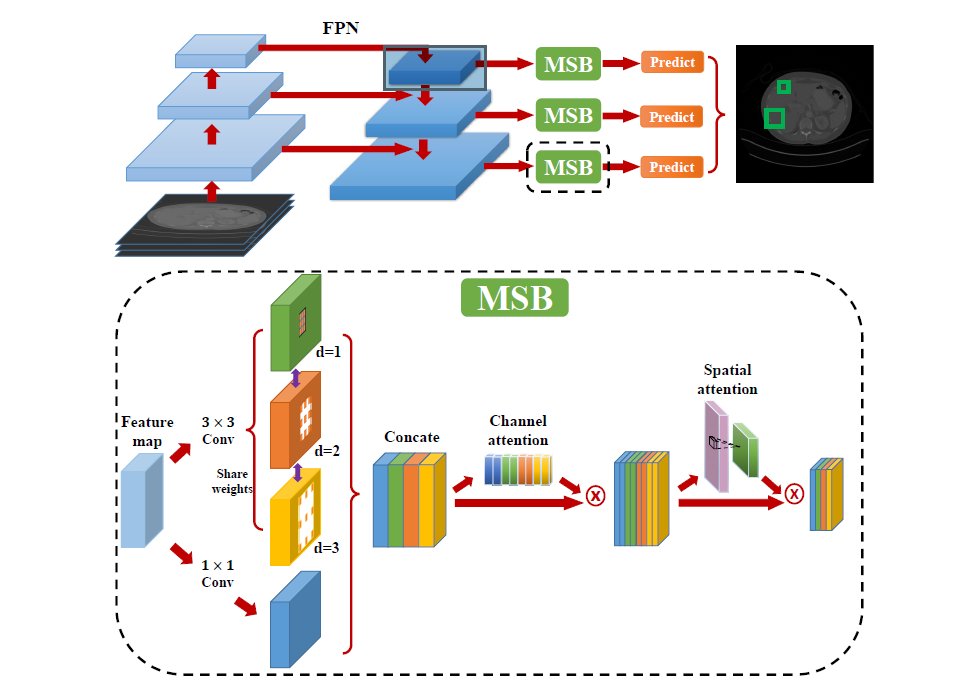 FPN
MSB
Predict
MSB
Predict
MSB
Predict
MSB
d=1
Feature
map
3 × 3
Conv
Share
weights
d=2
d=3
1 × 1
Conv
Concate
Channel
attention
X
Spatial
attention
X